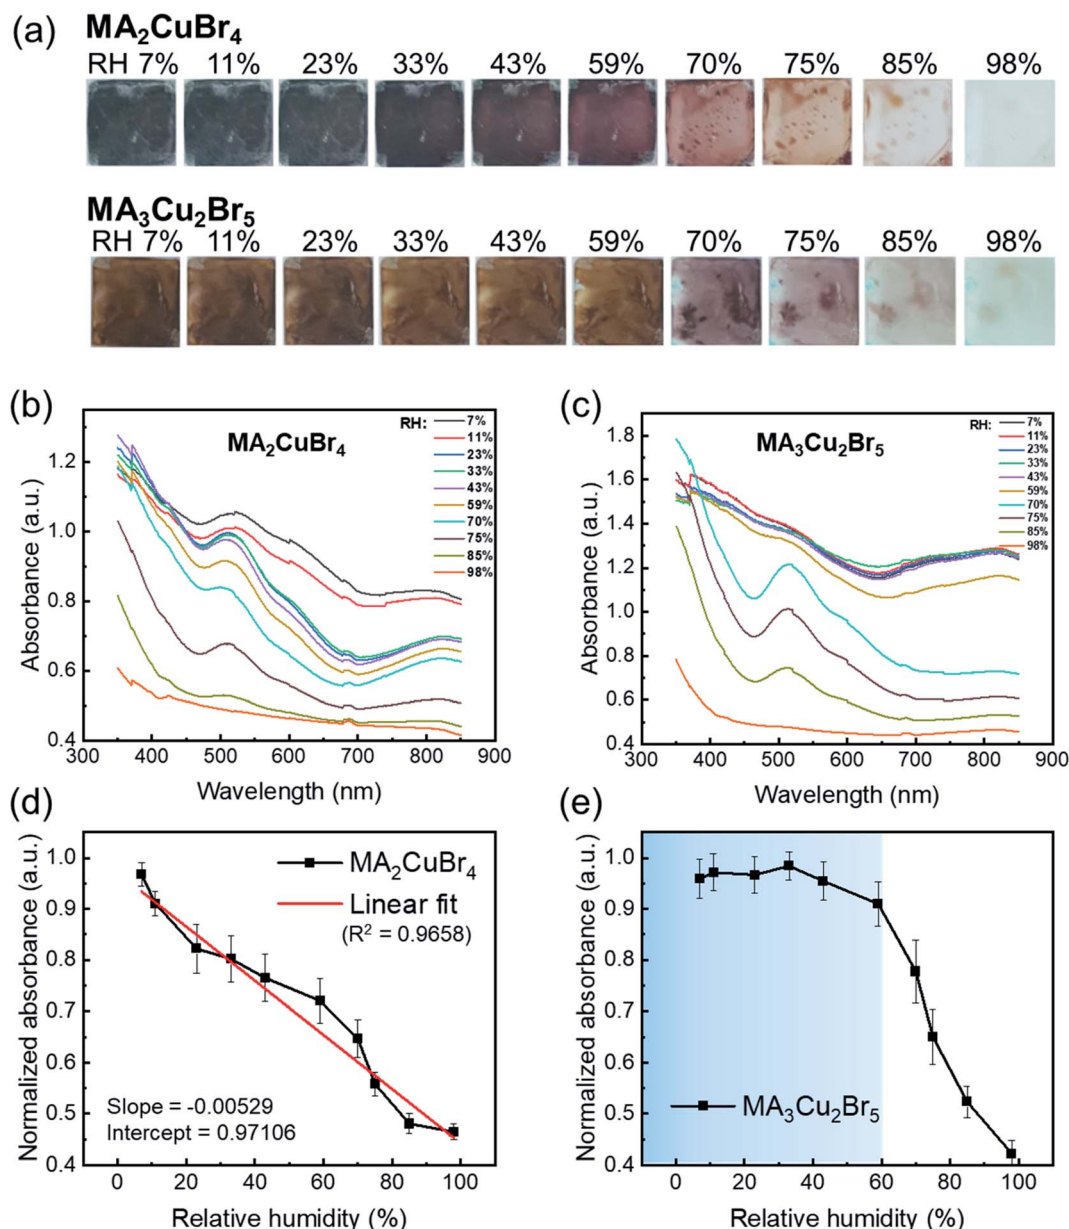 (a)
MA₂CuBr₄
RH 7% 11% 23% 33% 43% 59% 70% 75% 85% 98%
MA₃Cu₂Br₅
RH 7% 11% 23% 33% 43% 59% 70% 75% 85% 98%
(b)
MA₂CuBr₄
RH:
7%
11%
23%
33%
43%
59%
70%
75%
85%
98%
Absorbance (a.u.)
1.2
1.0
0.8
0.6
0.4
300 400 500 600 700 800 900
Wavelength (nm)
(c)
MA₃Cu₂Br₅
RH:
7%
11%
23%
33%
43%
59%
70%
75%
85%
98%
Absorbance (a.u.)
1.8
1.6
1.4
1.2
1.0
0.8
0.6
0.4
300 400 500 600 700 800 900
Wavelength (nm)
(d)
MA₂CuBr₄
Linear fit
(R² = 0.9658)
Slope = -0.00529
Intercept = 0.97106
Normalized absorbance (a.u.)
1.0
0.9
0.8
0.7
0.6
0.5
0.4
0 20 40 60 80 100
Relative humidity (%)
(e)
MA₃Cu₂Br₅
Normalized absorbance (a.u.)
1.0
0.9
0.8
0.7
0.6
0.5
0.4
0 20 40 60 80 100
Relative humidity (%)